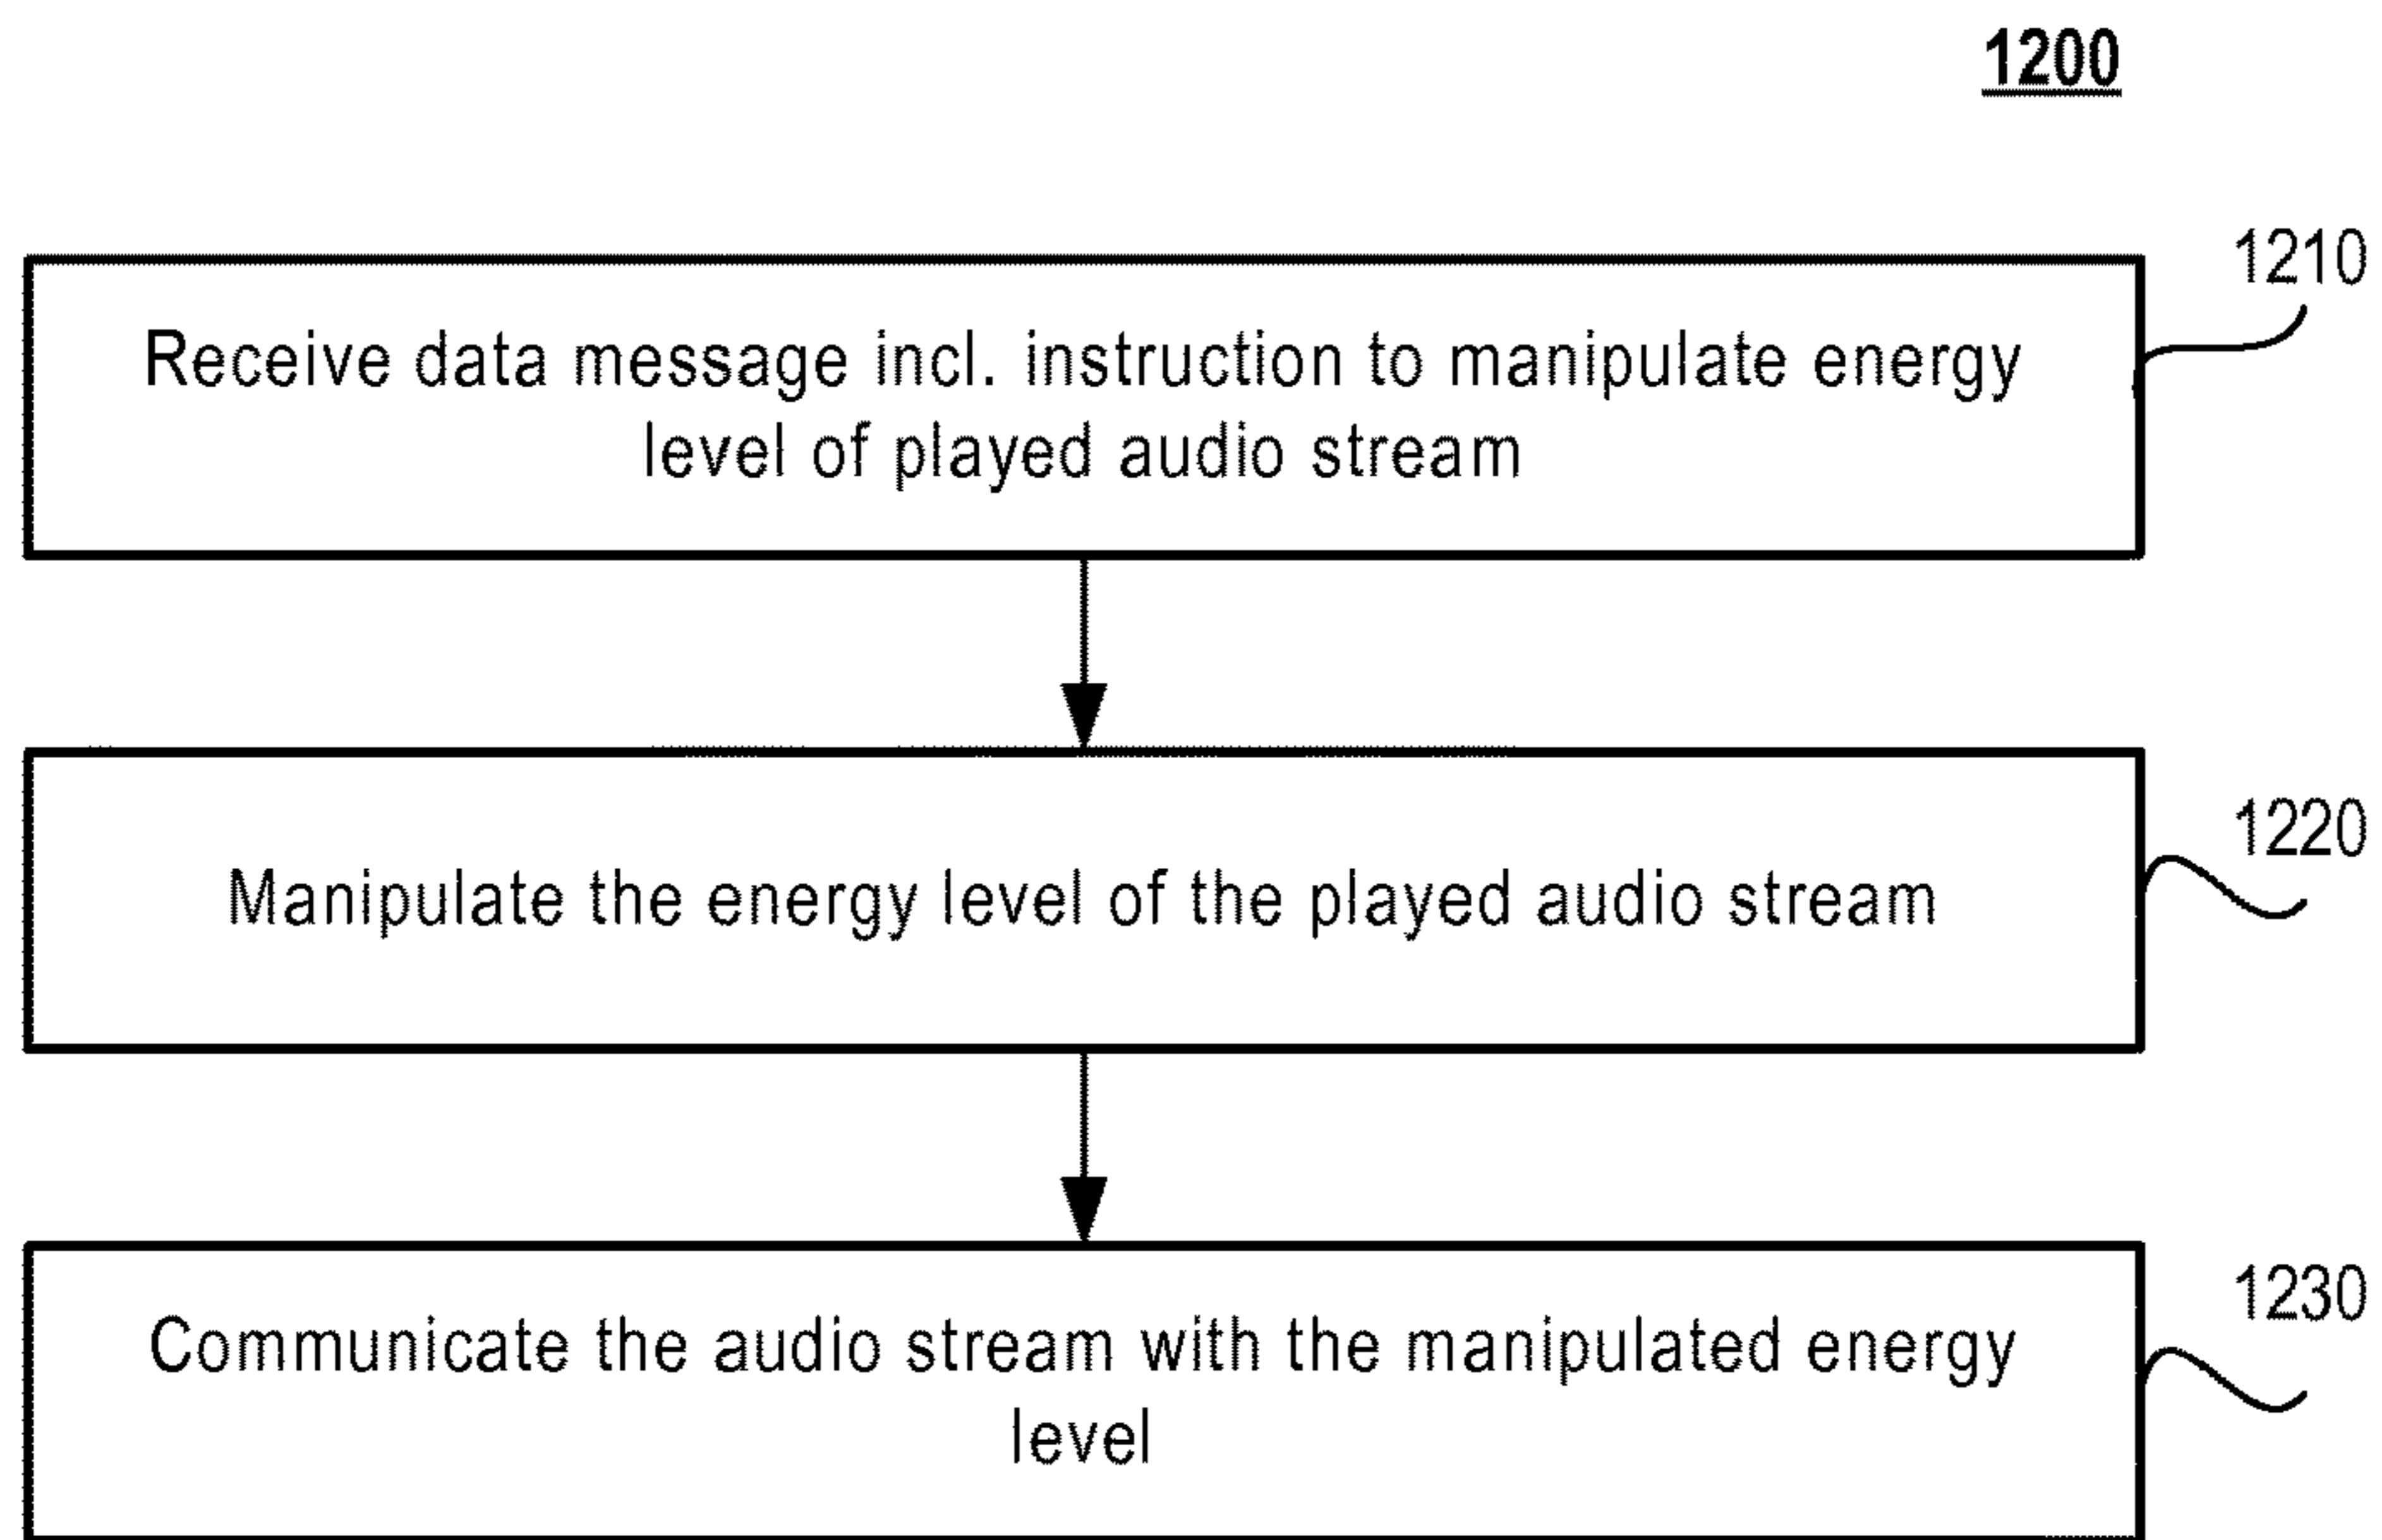 1200
1210
Receive data message incl. instruction to manipulate energy
level of played audio stream
1220
Manipulate the energy level of the played audio stream
1230
Communicate the audio stream with the manipulated energy
level